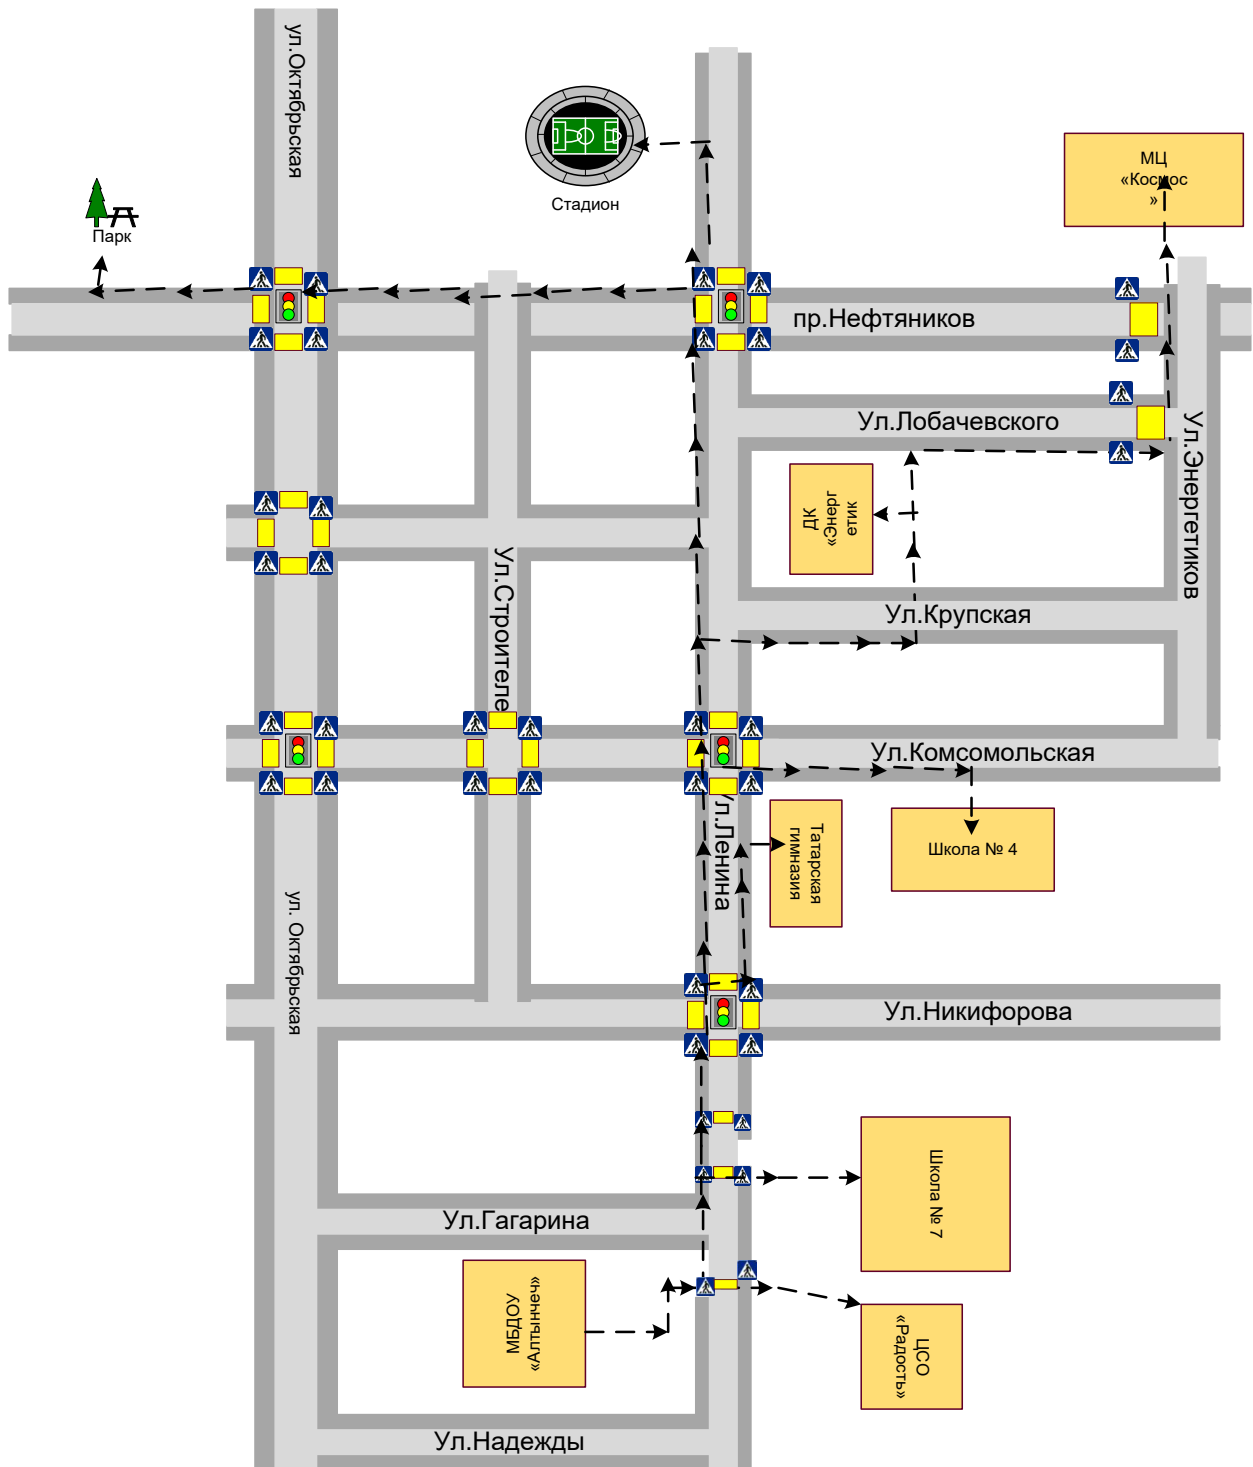 ул.Октябрьская
Стадион
МЦ
«Космос
»
Парк
пр.Нефтяников
Ул.Лобачевского
Ул.Энергетиков
ДК
«Энерг
етик
Ул.Строителе
Ул.Крупская
Ул.Комсомольская
Ул.Ленина
Татарская
гимназия
Школа № 4
ул. Октябрьская
Ул.Никифорова
Школа № 7
Ул.Гагарина
МБДОУ
«Алтынчеч»
ЦСО
«Радость»
Ул.Надежды